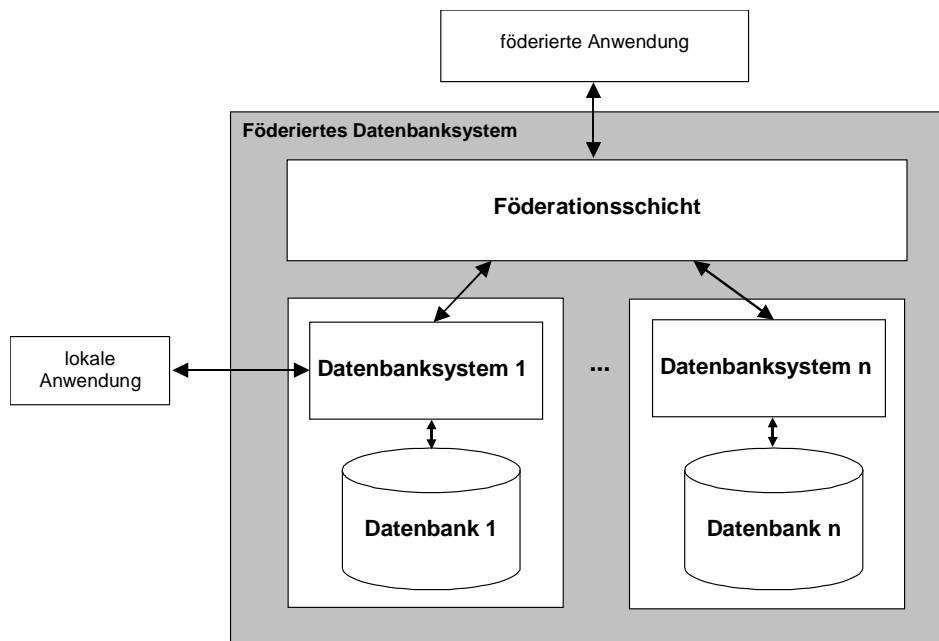 föderierte Anwendung
Föderiertes Datenbanksystem
Föderationsschicht
lokale
Anwendung
Datenbanksystem 1
...
Datenbanksystem n
Datenbank 1
Datenbank n